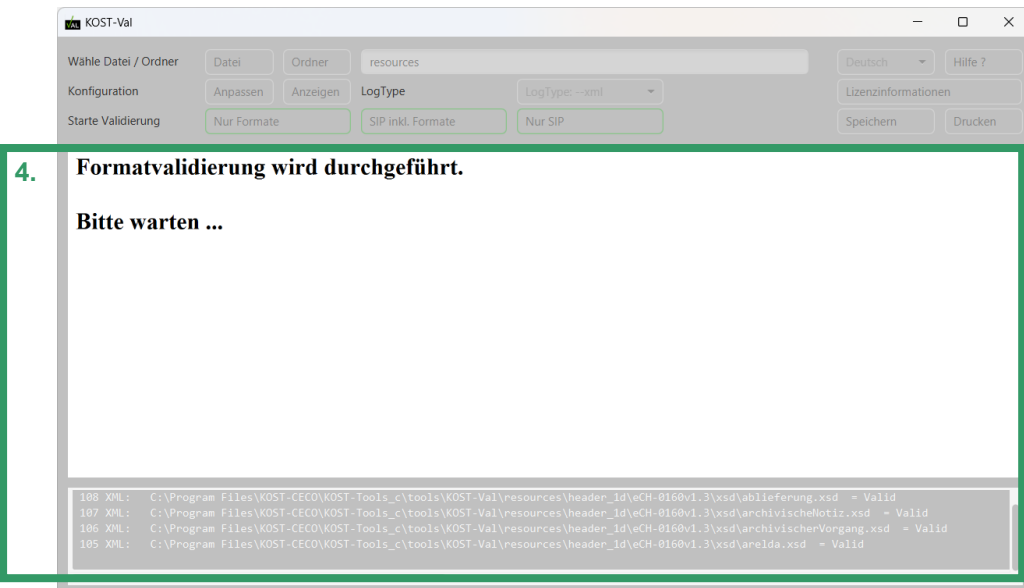 KOST-Val
Wähle Datei / Ordner Datei Ordner resources Deutsch Hilfe ?
Konfiguration Anpassen Anzeigen LogType LogType: --xml Lizenzinformationen
Starte Validierung Nur Formate SIP inkl. Formate Nur SIP Speichern Drucken
4.
Formatvalidierung wird durchgeführt.
Bitte warten ...
108 XML: C:\Program Files\KOST-CECO\KOST-Tools_c\tools\KOST-Val\resources\header_1d\eCH-0160v1.3\xsd\ablieferung.xsd = Valid
107 XML: C:\Program Files\KOST-CECO\KOST-Tools_c\tools\KOST-Val\resources\header_1d\eCH-0160v1.3\xsd\archivischeNotiz.xsd = Valid
106 XML: C:\Program Files\KOST-CECO\KOST-Tools_c\tools\KOST-Val\resources\header_1d\eCH-0160v1.3\xsd\archivischerVorgang.xsd = Valid
105 XML: C:\Program Files\KOST-CECO\KOST-Tools_c\tools\KOST-Val\resources\header_1d\eCH-0160v1.3\xsd\arelda.xsd = Valid